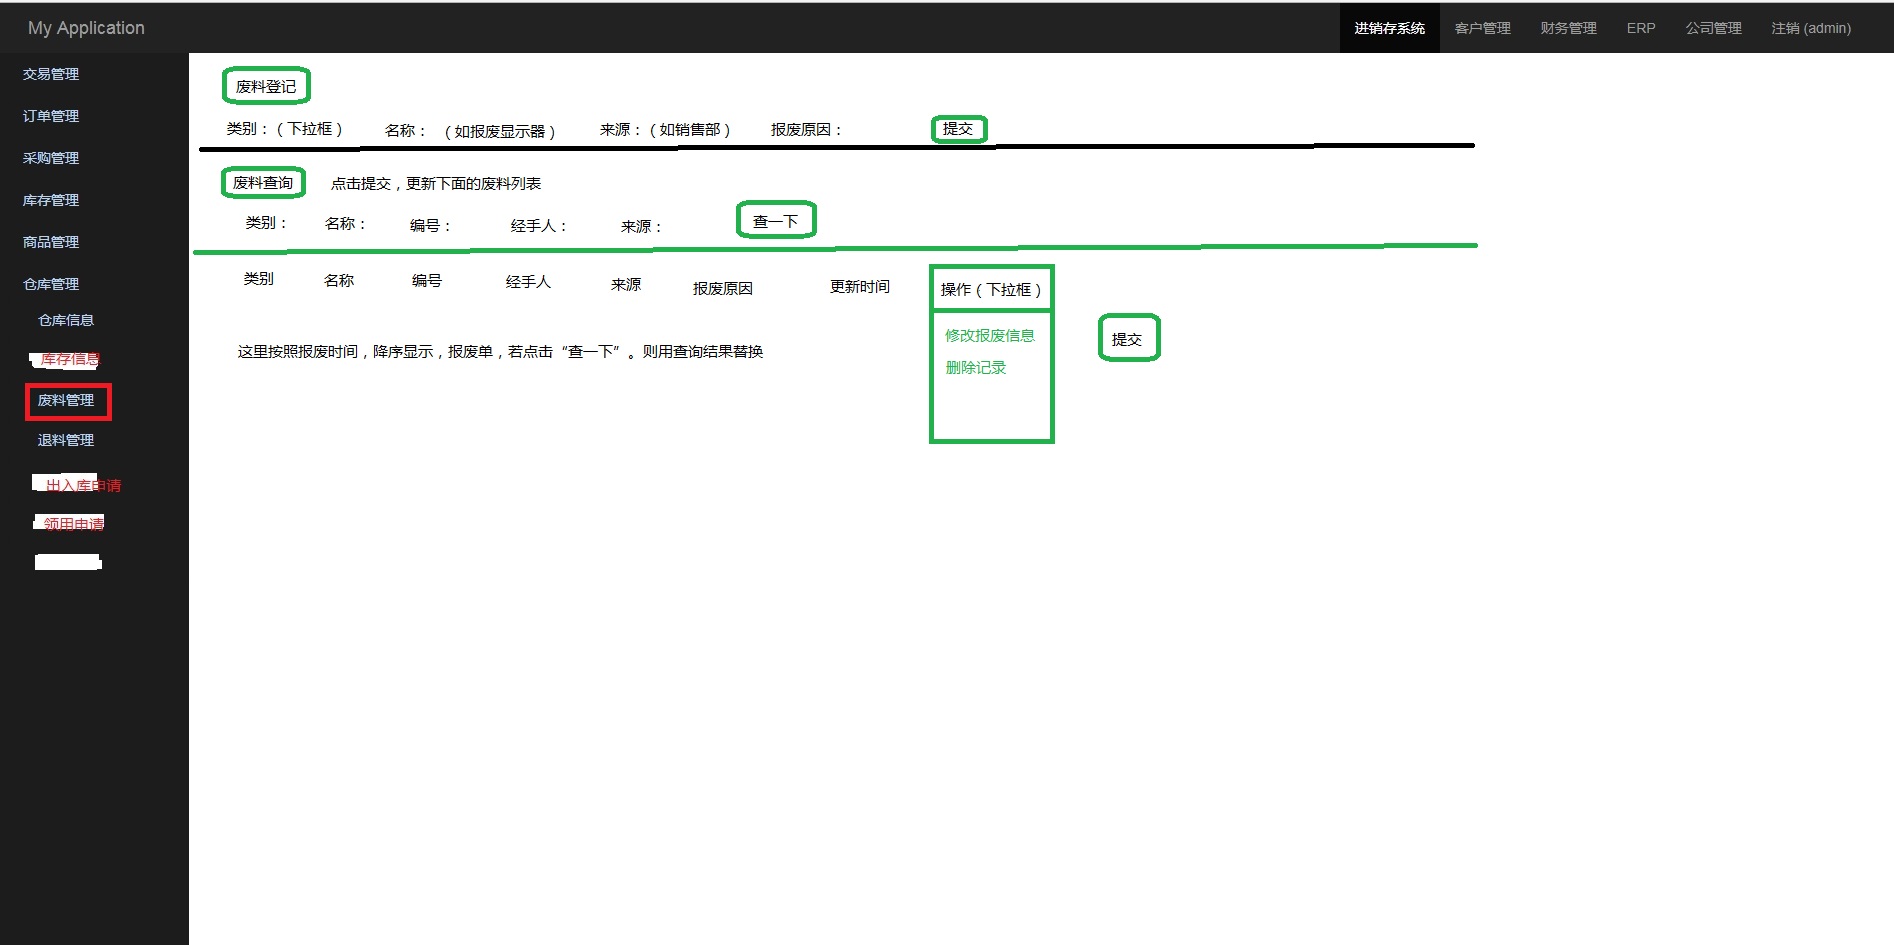 My Application
进销存系统 客户管理 财务管理 ERP 公司管理 注销 (admin)
交易管理
订单管理
采购管理
库存管理
商品管理
仓库管理
仓库信息
库存信息
废料管理
退料管理
出入库申请
领用申请
废料登记
类别：（下拉框） 名称： （如报废显示器） 来源：（如销售部） 报废原因： 提交
废料查询 点击提交，更新下面的废料列表
类别： 名称： 编号： 经手人： 来源： 查一下
类别 名称 编号 经手人 来源 报废原因 更新时间 操作（下拉框）
修改报废信息
删除记录
提交
这里按照报废时间，降序显示，报废单，若点击“查一下”。则用查询结果替换